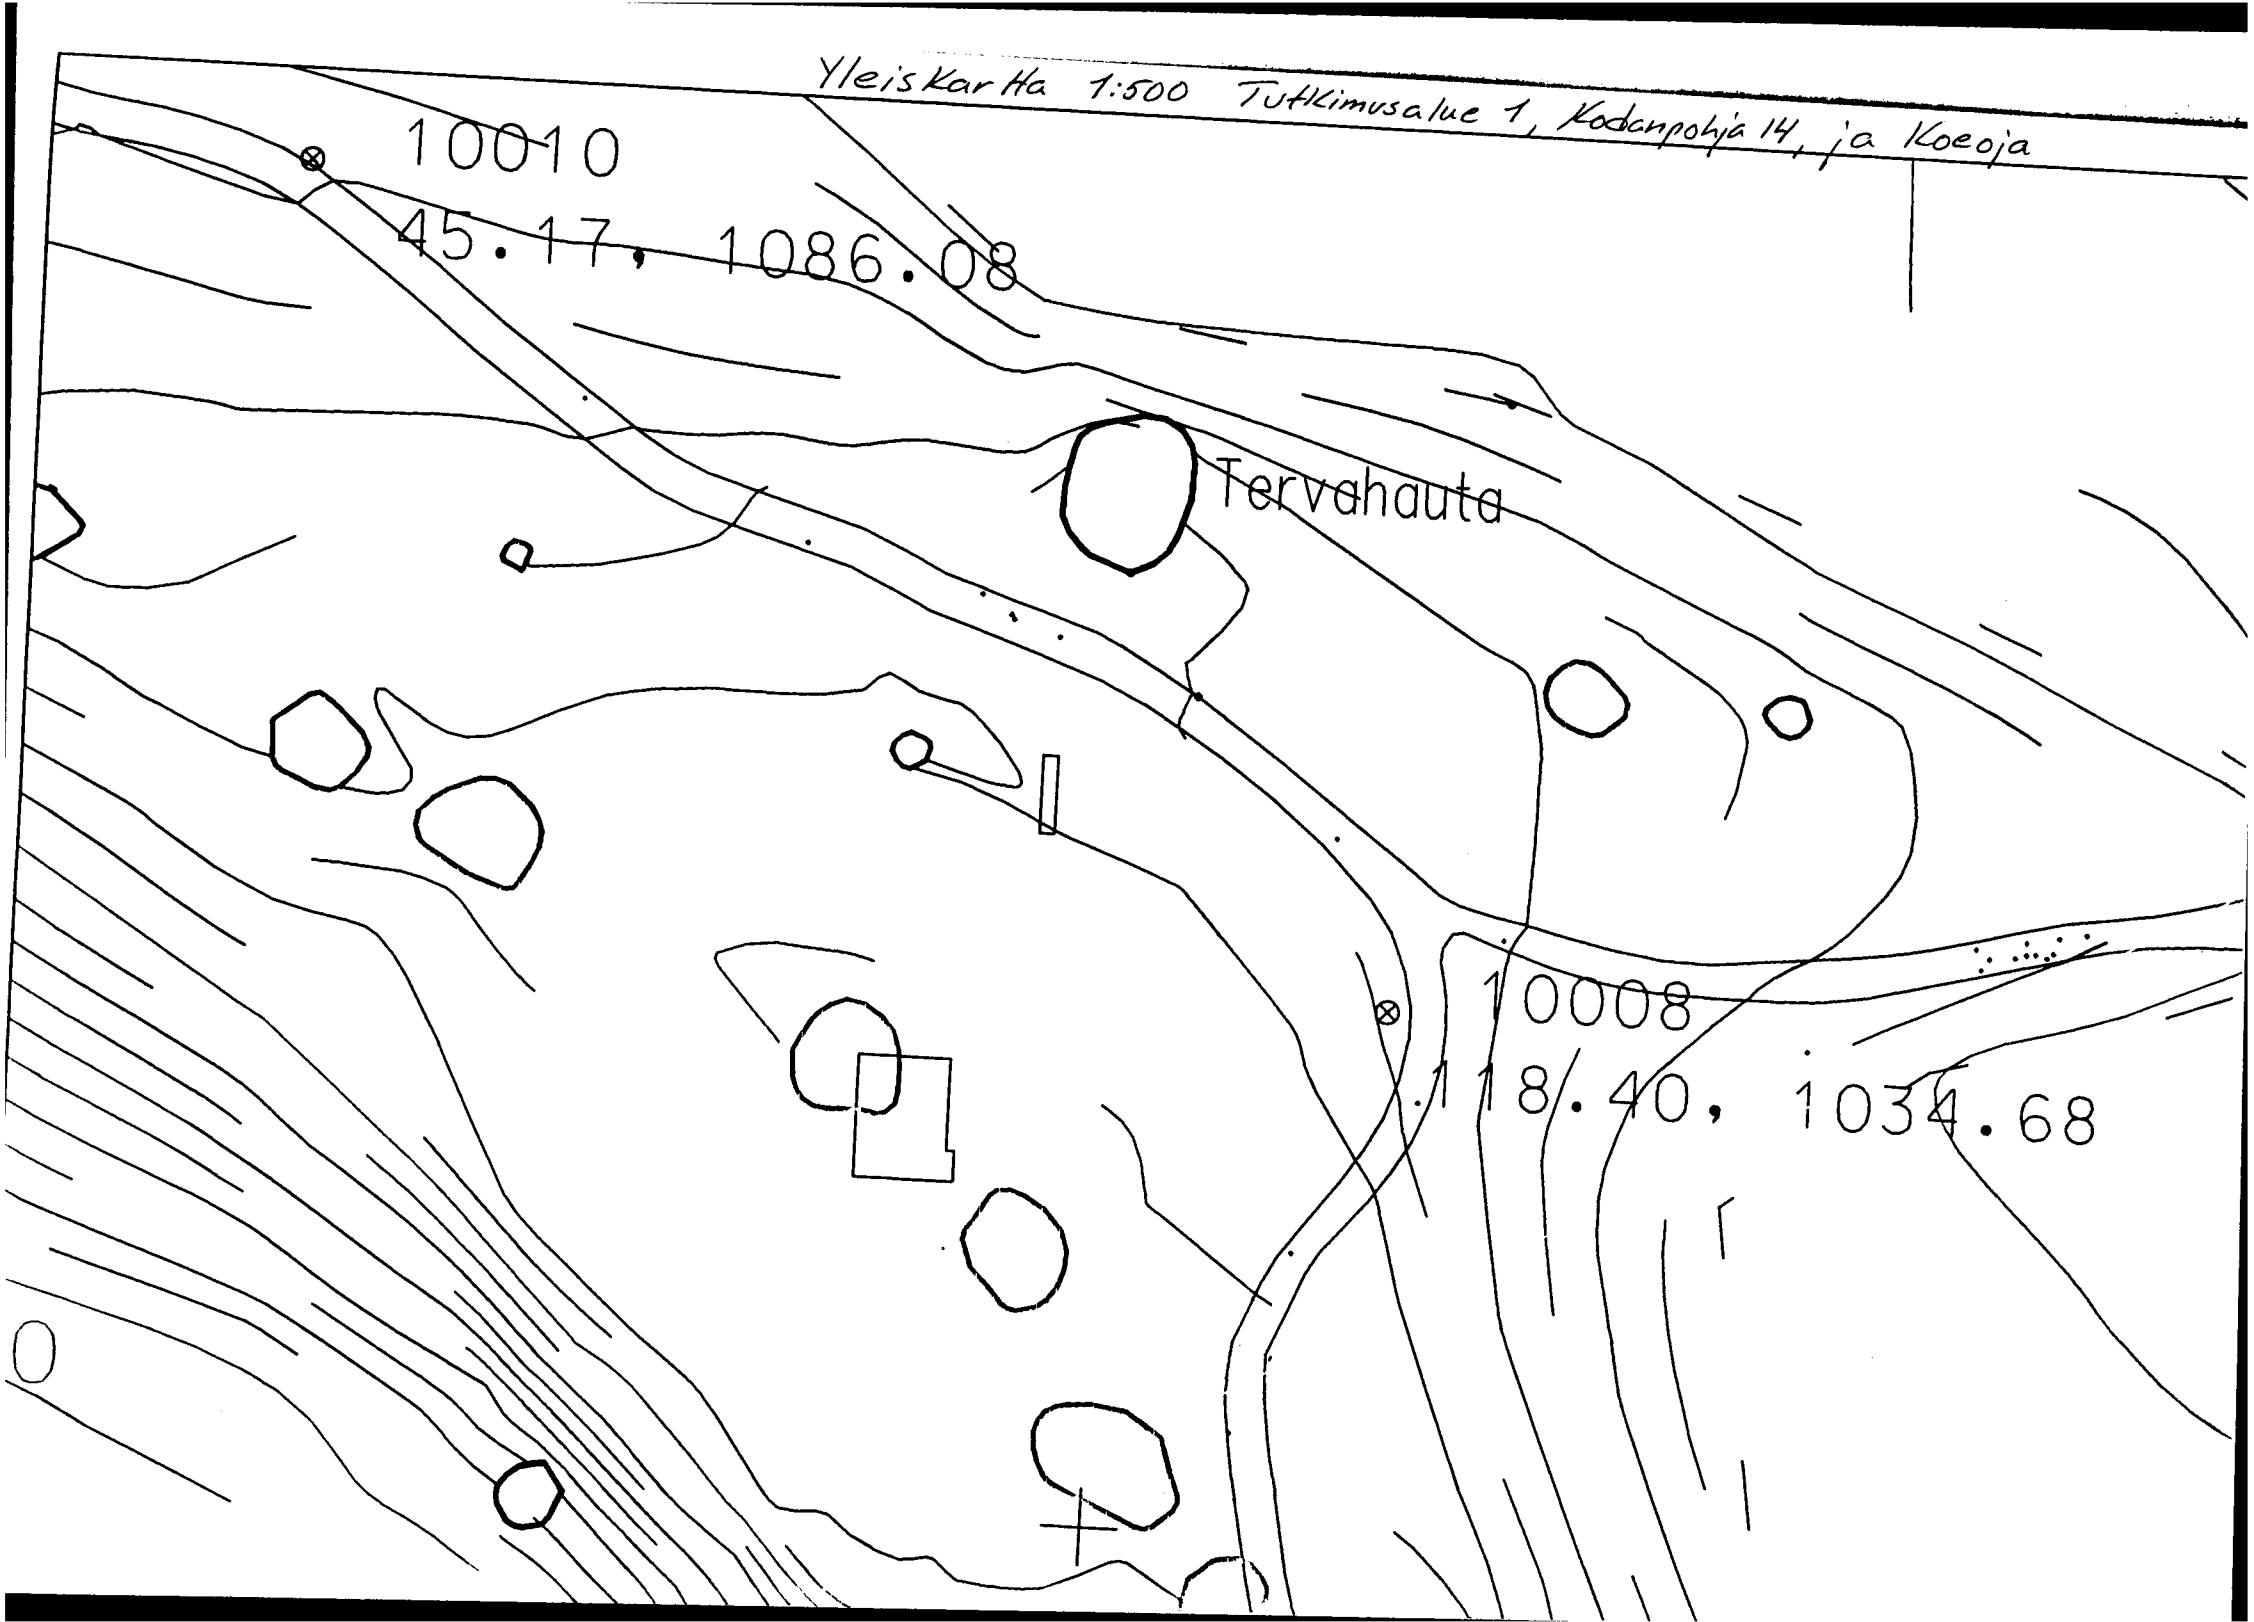 Yleiskartta 1:500 Tutkimusalue 1, Kodanpohja 14, ja Koeoja
10010
45.17, 1086.08
Tervahauta
10008
118.40, 1034.68
0